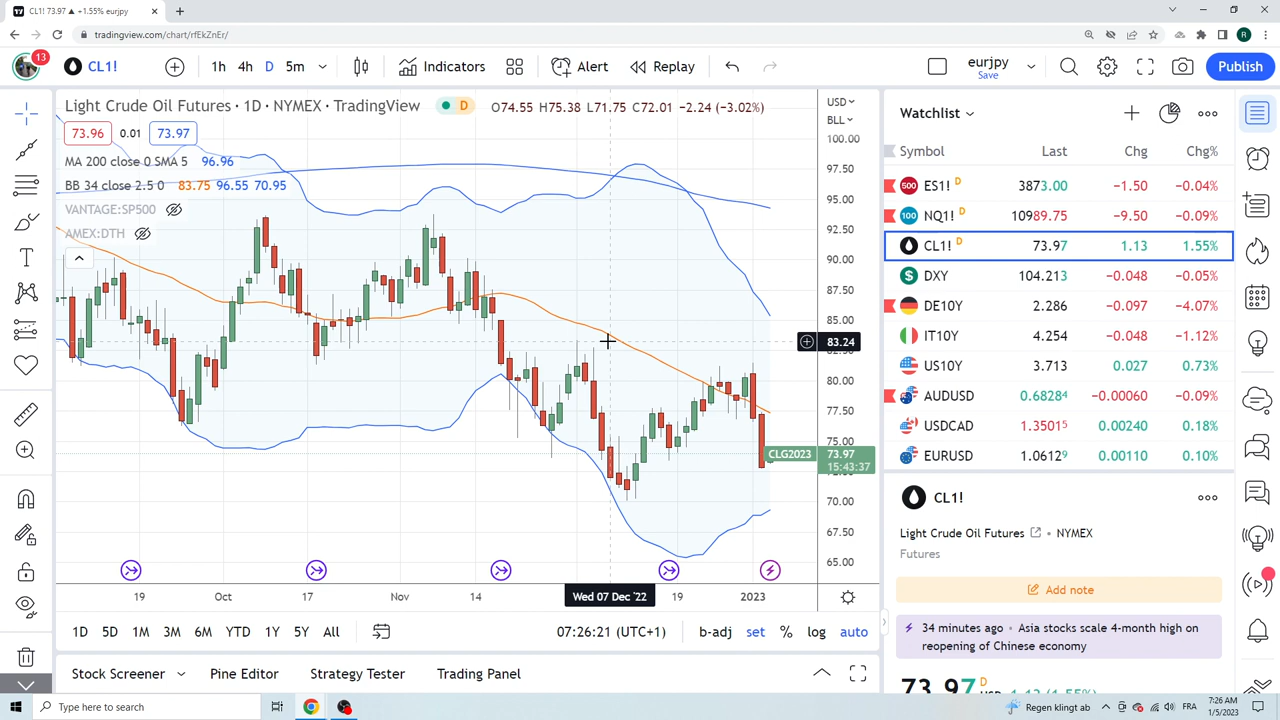 CL1! 73.97 ▲ +1.55% eurjpy
tradingview.com/chart/rfEkZnEr/
13
CL1!
1h 4h D 5m
Indicators
Alert
Replay
eurjpy
Save
Publish
Light Crude Oil Futures · 1D · NYMEX · TradingView
D
O74.55 H75.38 L71.75 C72.01 −2.24 (−3.02%)
73.96 0.01 73.97
MA 200 close 0 SMA 5 96.96
BB 34 close 2.5 0 83.75 96.55 70.95
VANTAGE:SP500
AMEX:DTH
USD
BLL
100.00
97.50
95.00
92.50
90.00
87.50
85.00
83.24
80.00
77.50
75.00
CLG2023 73.97
15:43:37
70.00
67.50
65.00
19 Oct 17 Nov 14 Wed 07 Dec '22 19 2023
1D 5D 1M 3M 6M YTD 1Y 5Y All
07:26:21 (UTC+1)
b-adj set % log auto
Stock Screener
Pine Editor
Strategy Tester
Trading Panel
Watchlist
Symbol Last Chg Chg%
500 ES1! D 3873.00 −1.50 −0.04%
100 NQ1! D 10989.75 −9.50 −0.09%
CL1! D 73.97 1.13 1.55%
DXY 104.213 −0.048 −0.05%
DE10Y 2.286 −0.097 −4.07%
IT10Y 4.254 −0.048 −1.12%
US10Y 3.713 0.027 0.73%
AUDUSD 0.68284 −0.00060 −0.09%
USDCAD 1.35015 0.00240 0.18%
EURUSD 1.06129 0.00110 0.10%
CL1!
Light Crude Oil Futures · NYMEX
Futures
Add note
34 minutes ago · Asia stocks scale 4-month high on
reopening of Chinese economy
73.97 D
Type here to search
Regen klingt ab
FRA
7:26 AM
1/5/2023